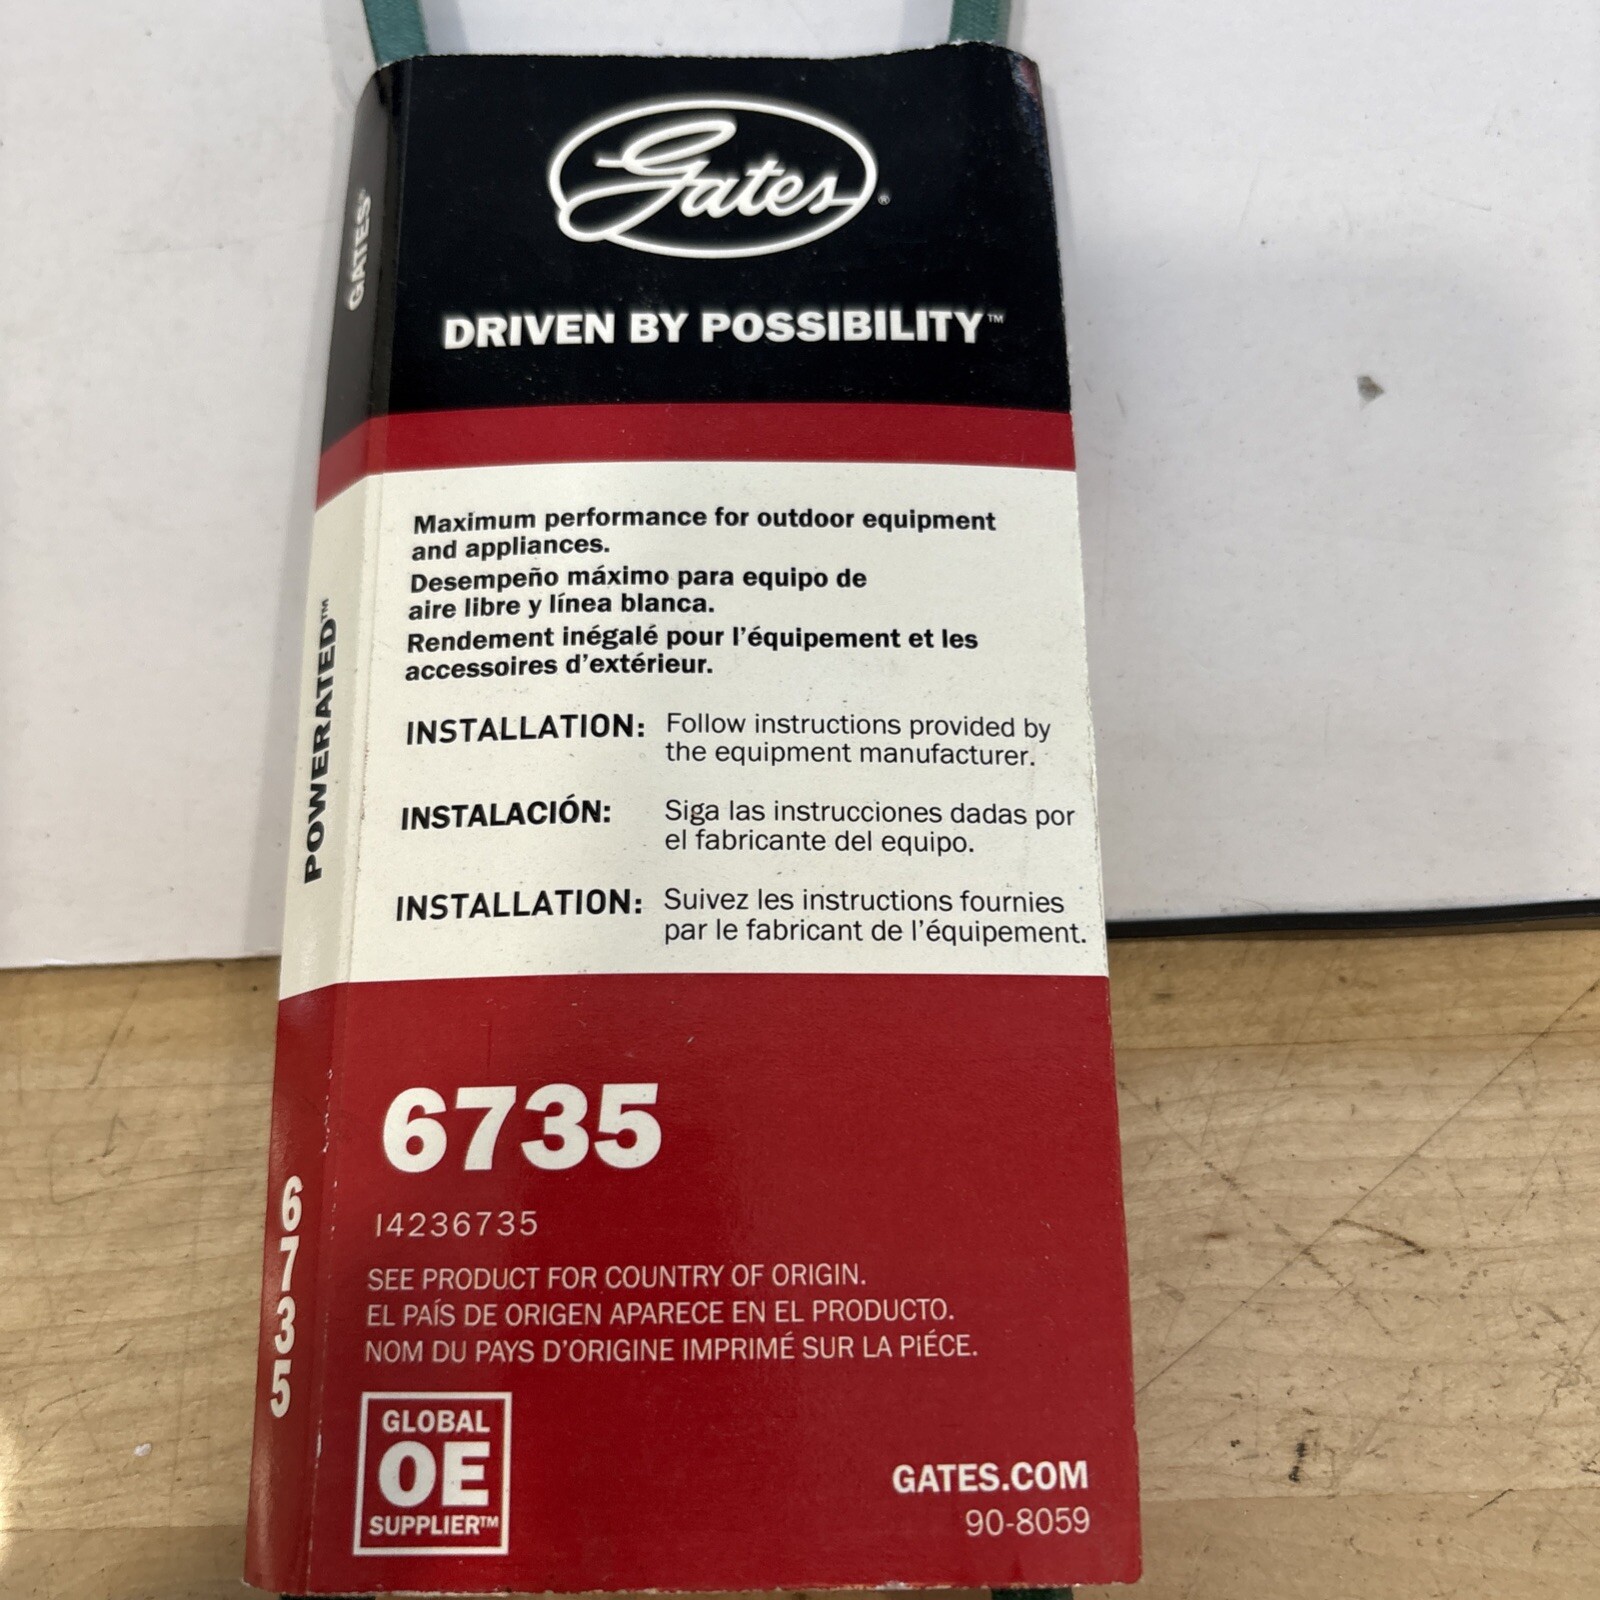 Gates®
DRIVEN BY POSSIBILITY™
Maximum performance for outdoor equipment
and appliances.
Desempeño máximo para equipo de
aire libre y línea blanca.
Rendement inégalé pour l'équipement et les
accessoires d'extérieur.
INSTALLATION: Follow instructions provided by
the equipment manufacturer.
INSTALACIÓN: Siga las instrucciones dadas por
el fabricante del equipo.
INSTALLATION: Suivez les instructions fournies
par le fabricant de l'équipement.
6735
I4236735
SEE PRODUCT FOR COUNTRY OF ORIGIN.
EL PAÍS DE ORIGEN APARECE EN EL PRODUCTO.
NOM DU PAYS D'ORIGINE IMPRIMÉ SUR LA PIÉCE.
GLOBAL
OE
SUPPLIER™
GATES.COM
90-8059
GATES®
POWERATED™
6735